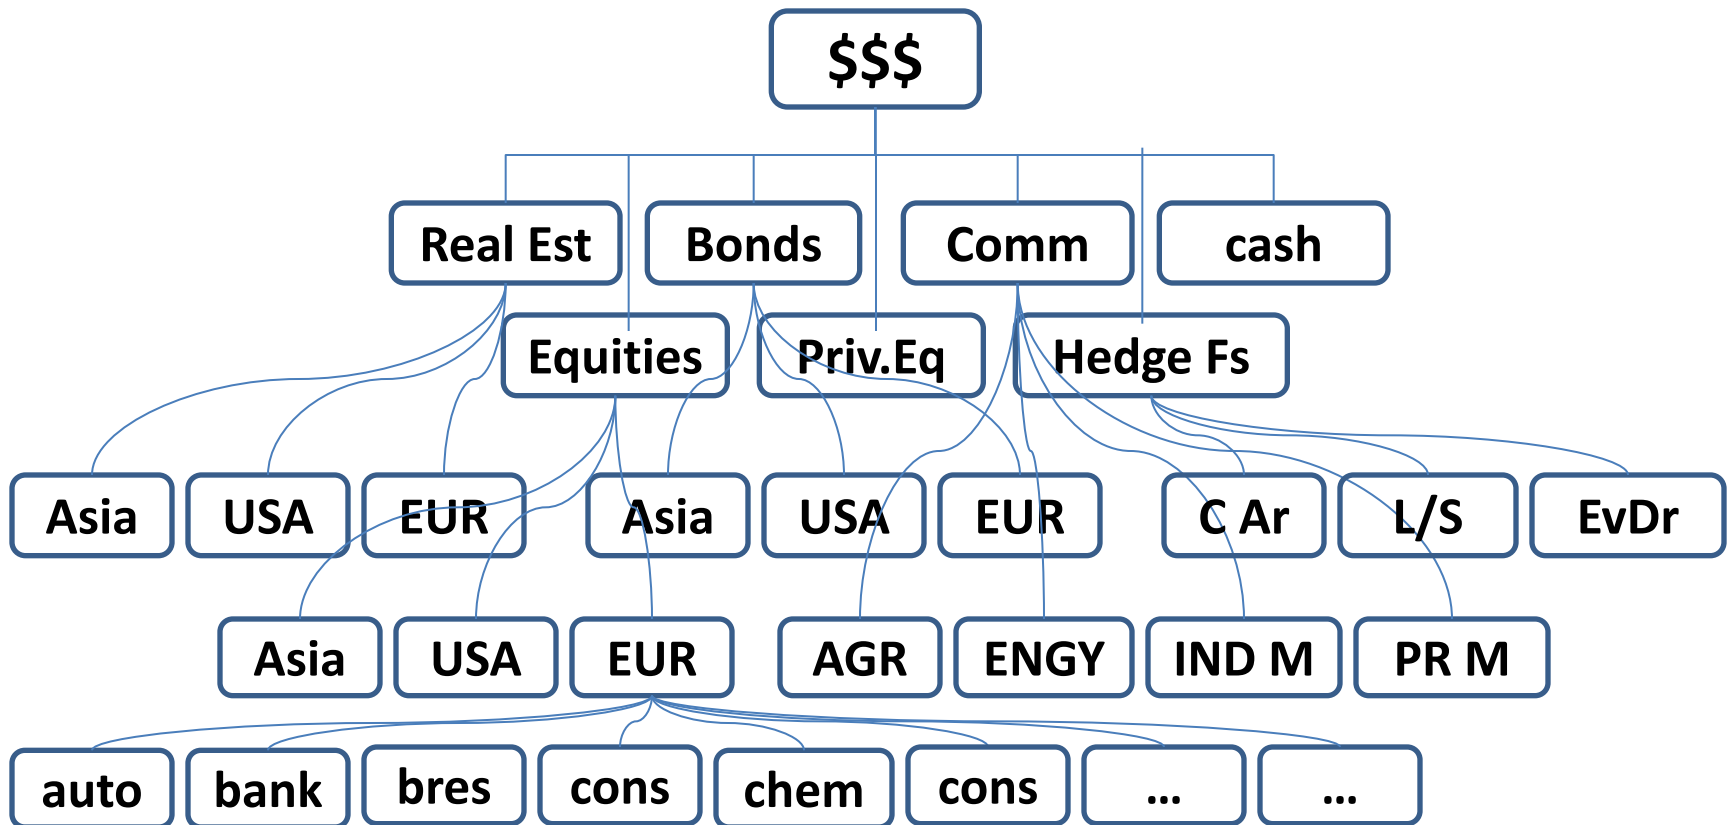 $$$
Real Est
Bonds
Comm
cash
Equities
Priv.Eq
Hedge Fs
Asia
USA
EUR
Asia
USA
EUR
C Ar
L/S
EvDr
Asia
USA
EUR
AGR
ENGY
IND M
PR M
auto
bank
bres
cons
chem
cons
...
...